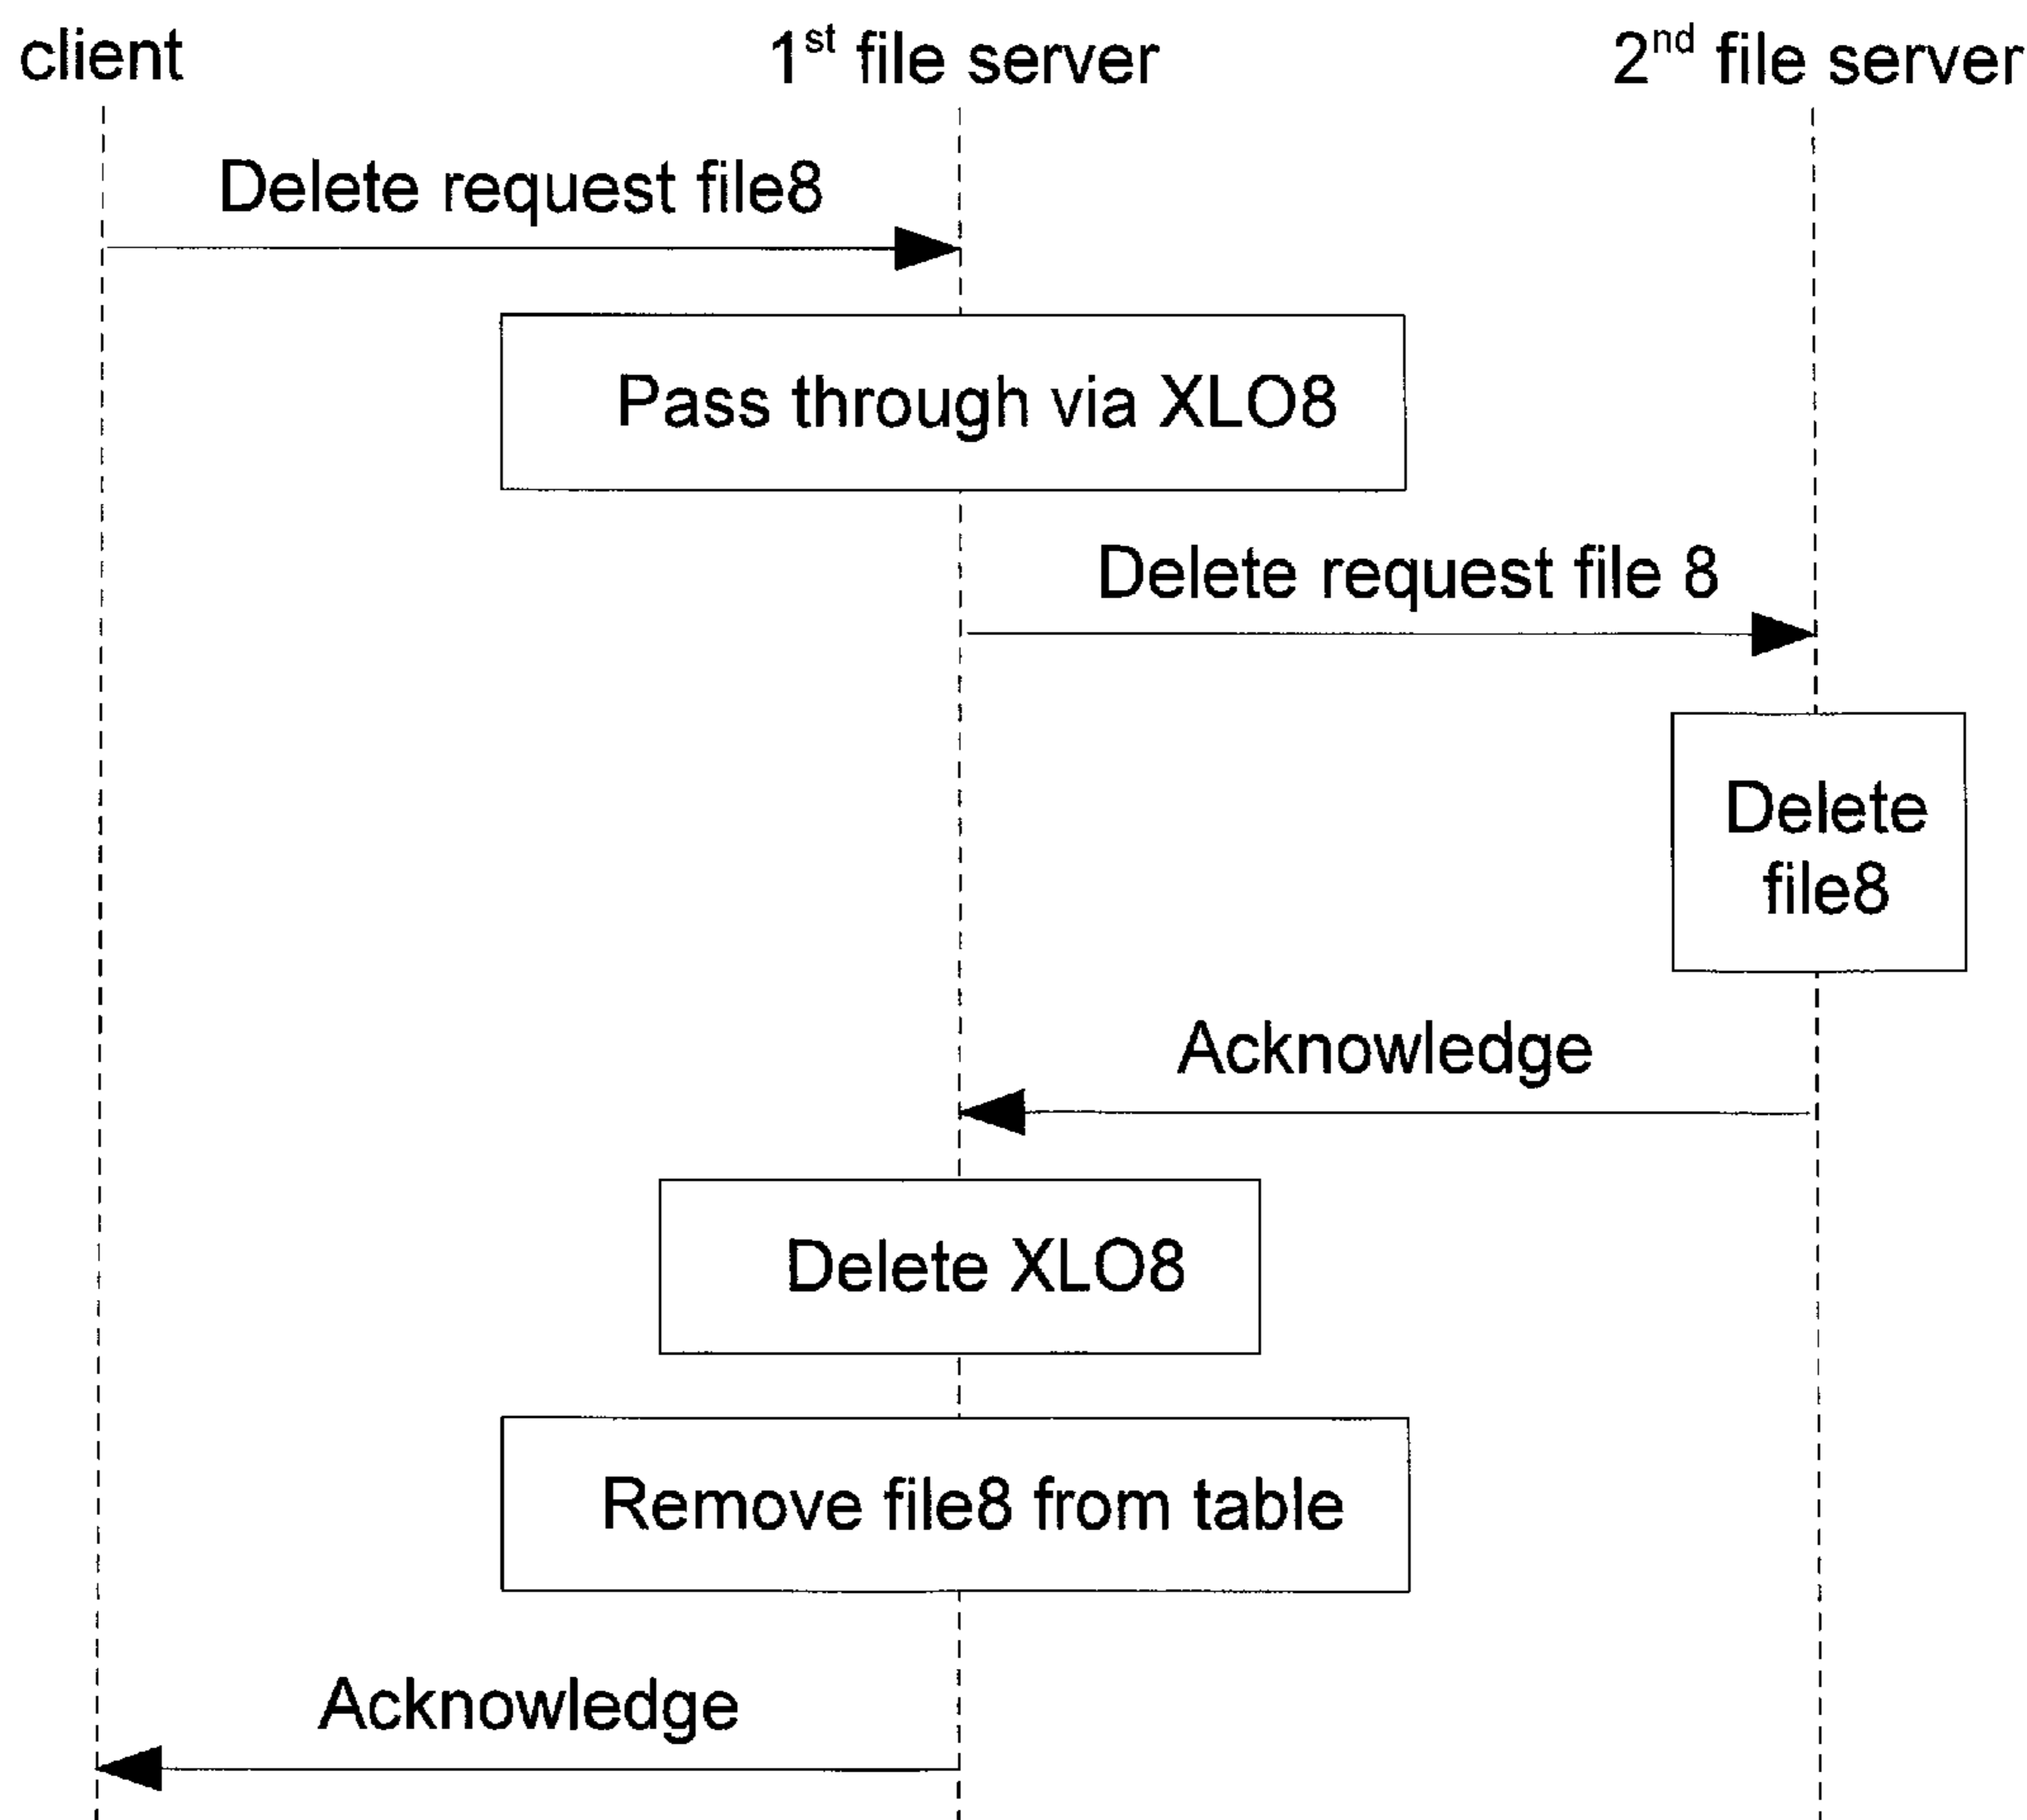 client
1st file server
2nd file server
Delete request file8
Pass through via XLO8
Delete request file 8
Delete
file8
Acknowledge
Delete XLO8
Remove file8 from table
Acknowledge